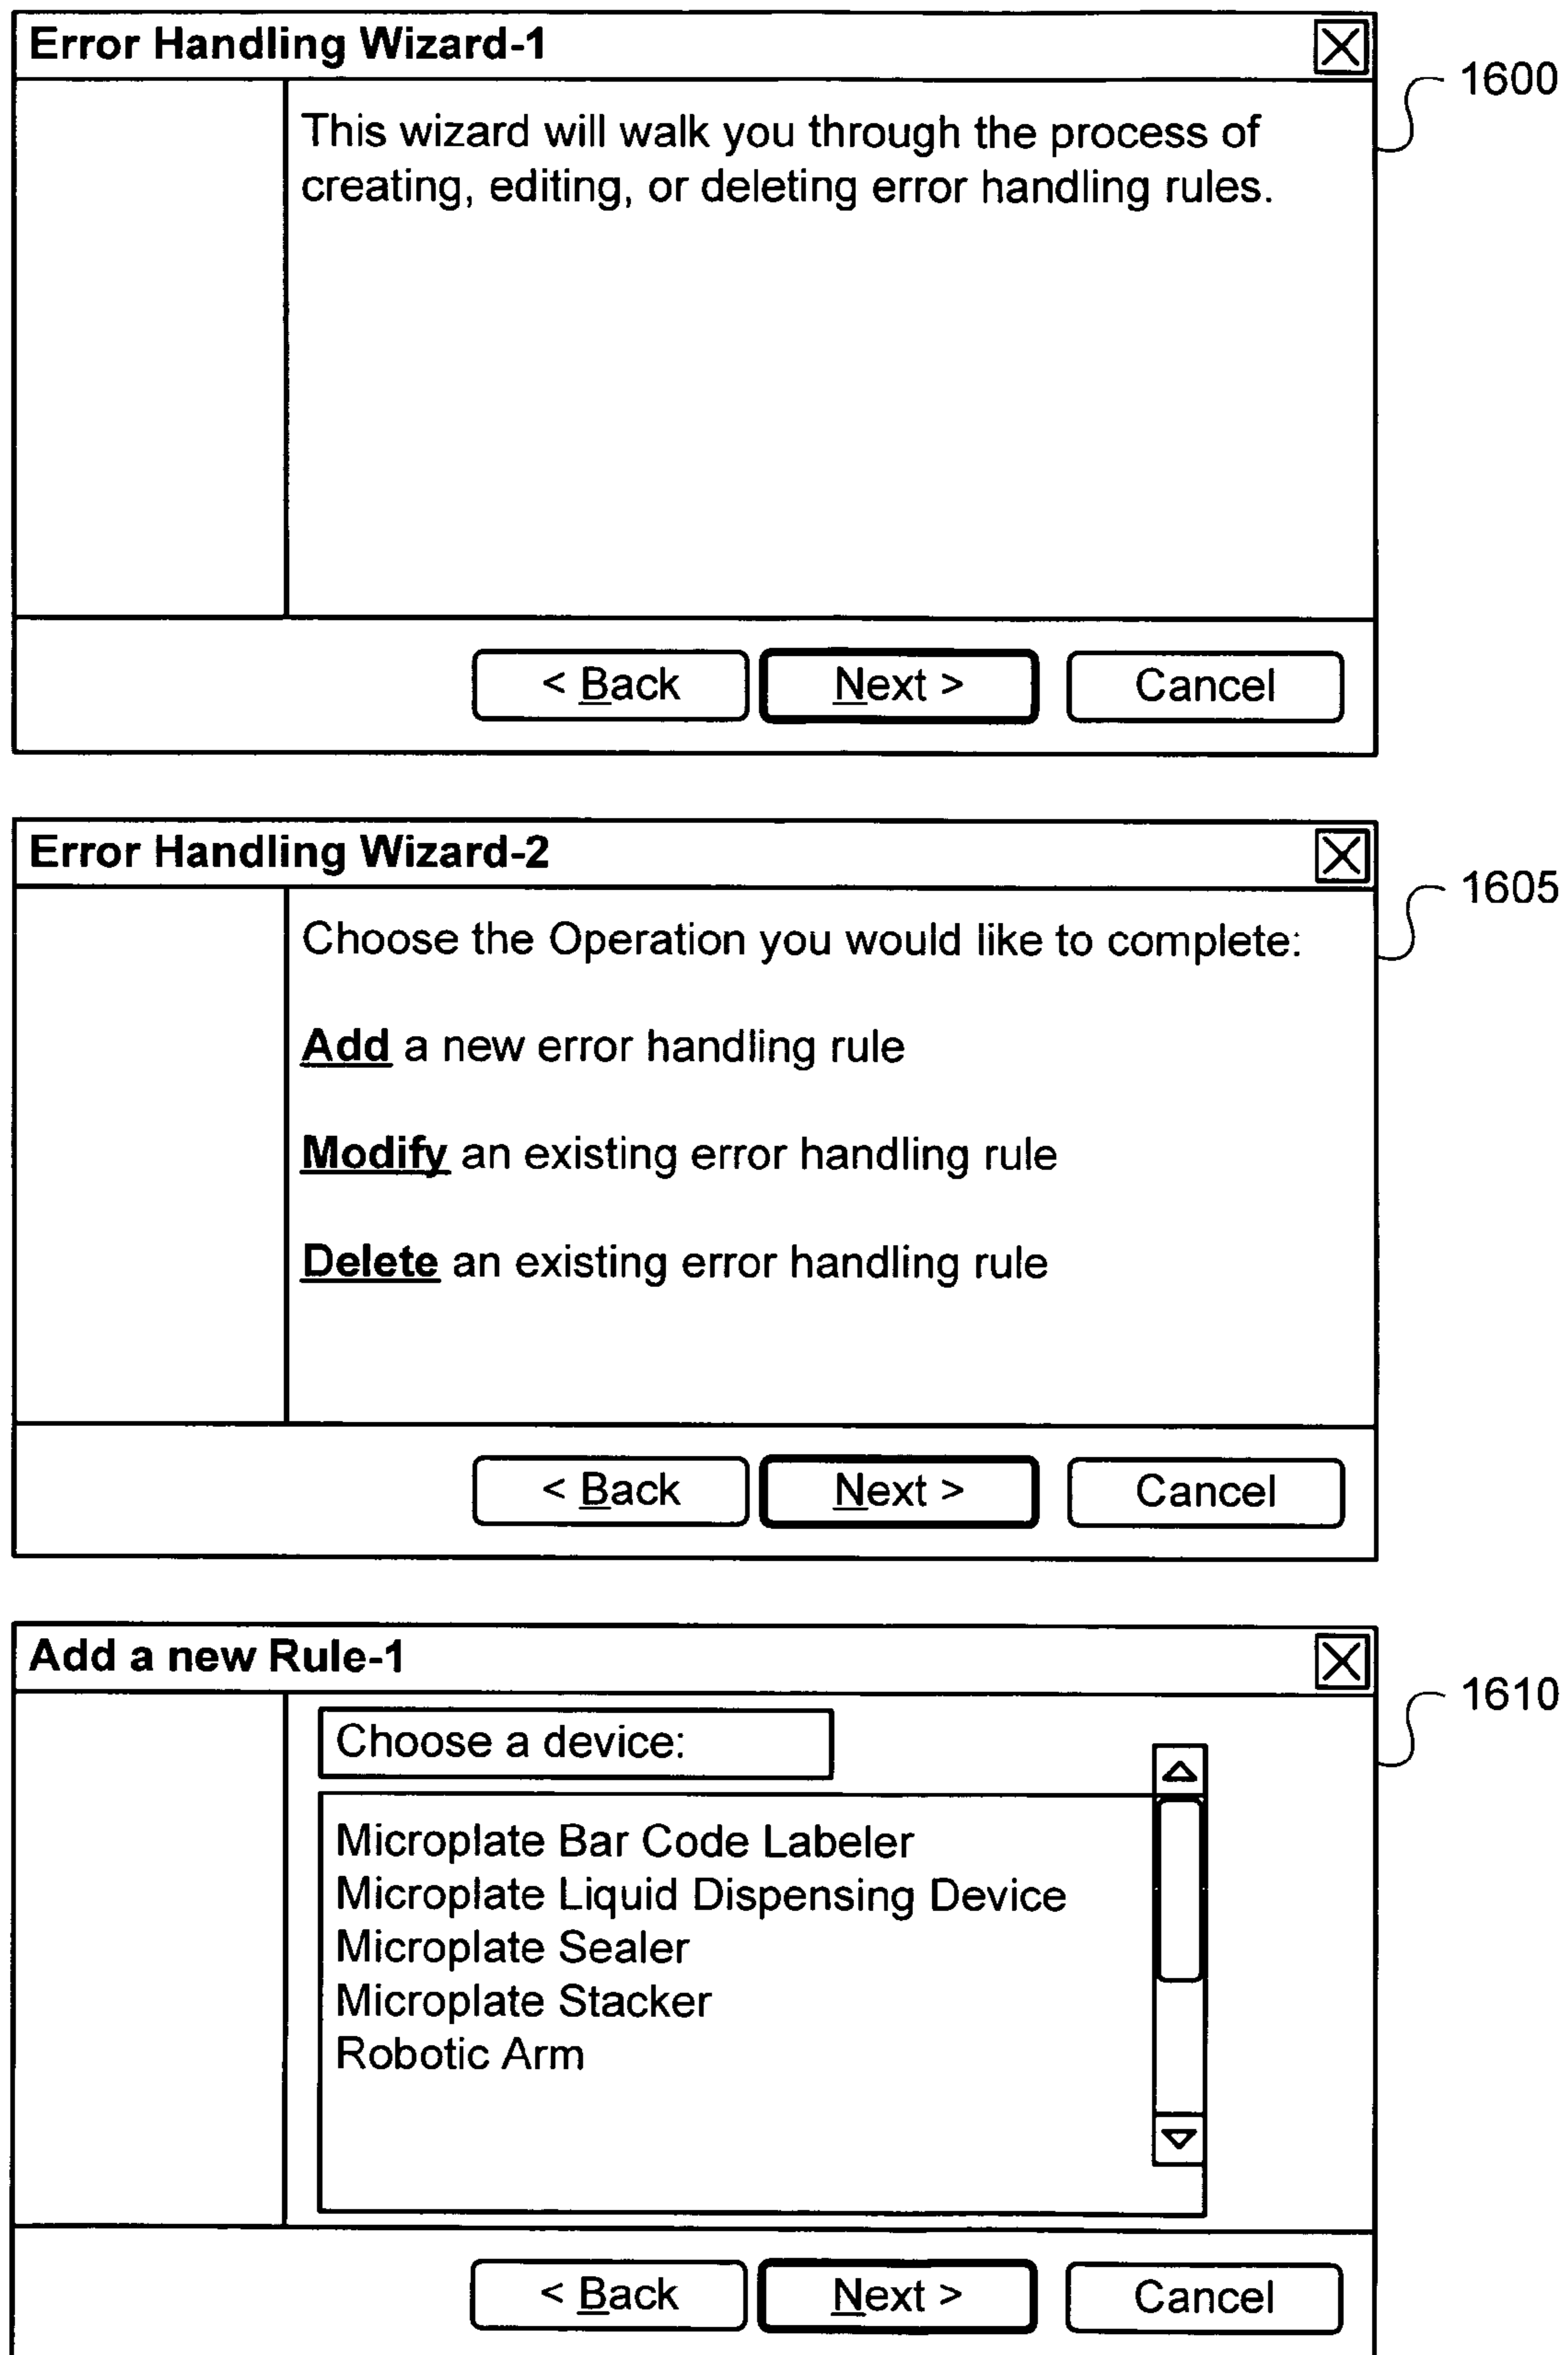 Error Handling Wizard-1
1600
This wizard will walk you through the process of
creating, editing, or deleting error handling rules.
< Back
Next >
Cancel
Error Handling Wizard-2
1605
Choose the Operation you would like to complete:
Add a new error handling rule
Modify an existing error handling rule
Delete an existing error handling rule
< Back
Next >
Cancel
Add a new Rule-1
1610
Choose a device:
Microplate Bar Code Labeler
Microplate Liquid Dispensing Device
Microplate Sealer
Microplate Stacker
Robotic Arm
< Back
Next >
Cancel